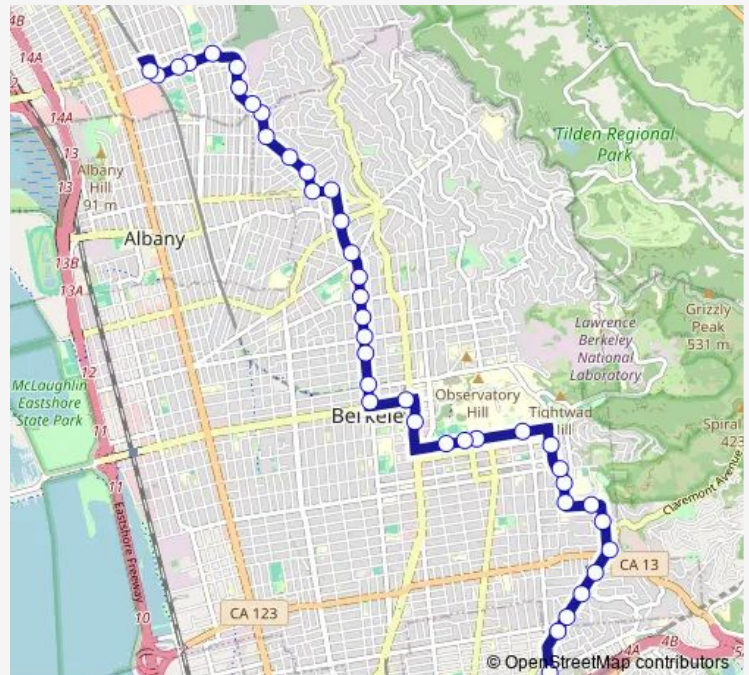 4B
14A
14A
13
13
13B
13A
12
11
11
11
10
Albany
Hill
91 m
Albany
Tilden Regional
Park
Grizzly
Peak
531 m
Lawrence
Berkeley
National
Laboratory
McLaughlin
Eastshore
State Park
Observatory
Hill
Tightwad
Hill
Spiral
423
Berkeley
Claremont Avenue
Eastshore Freeway
CA 13
CA 123
4A
4B
© OpenStreetMap contributors